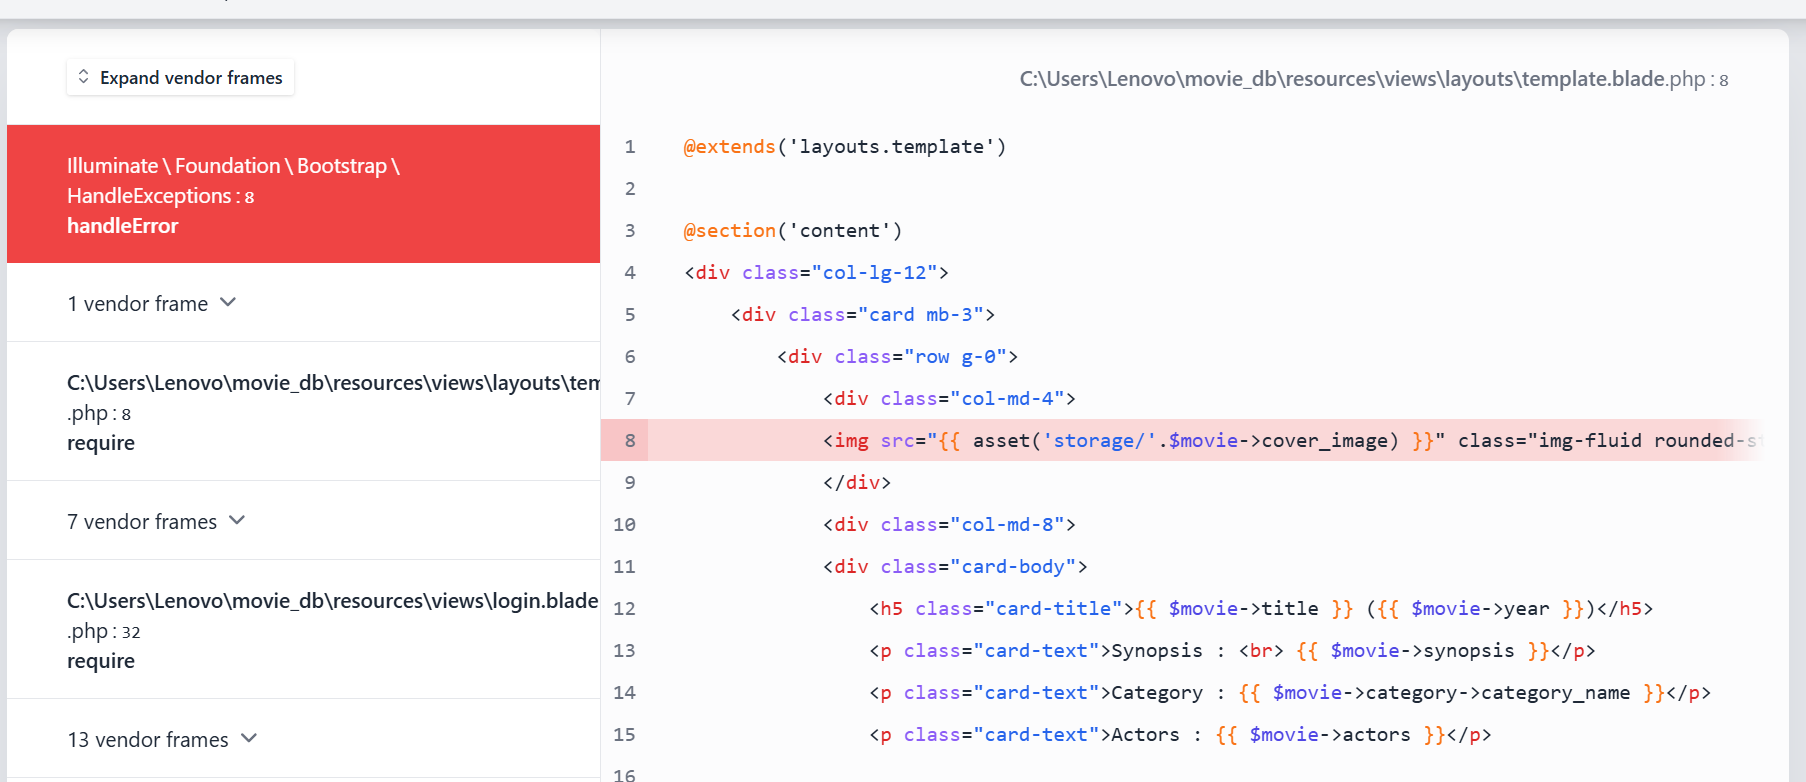 Expand vendor frames
Illuminate \ Foundation \ Bootstrap \
HandleExceptions : 8
handleError
1 vendor frame
C:\Users\Lenovo\movie_db\resources\views\layouts\tem
.php : 8
require
7 vendor frames
C:\Users\Lenovo\movie_db\resources\views\login.blade
.php : 32
require
13 vendor frames
C:\Users\Lenovo\movie_db\resources\views\layouts\template.blade.php : 8
1 @extends('layouts.template')
2
3 @section('content')
4 <div class="col-lg-12">
5 <div class="card mb-3">
6 <div class="row g-0">
7 <div class="col-md-4">
8 <img src="{{ asset('storage/'.$movie->cover_image) }}" class="img-fluid rounded-st
9 </div>
10 <div class="col-md-8">
11 <div class="card-body">
12 <h5 class="card-title">{{ $movie->title }} ({{ $movie->year }})</h5>
13 <p class="card-text">Synopsis : <br> {{ $movie->synopsis }}</p>
14 <p class="card-text">Category : {{ $movie->category->category_name }}</p>
15 <p class="card-text">Actors : {{ $movie->actors }}</p>
16